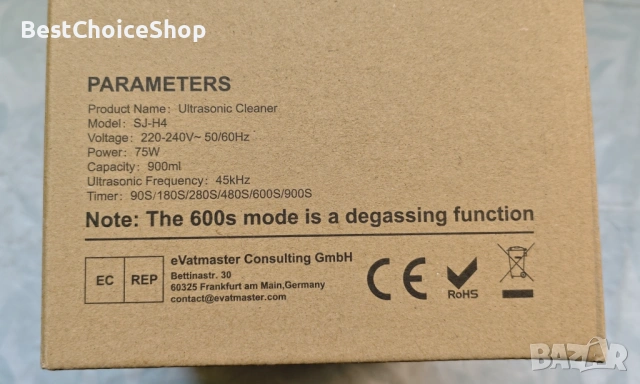 BestChoiceShop
PARAMETERS
Product Name: Ultrasonic Cleaner
Model: SJ-H4
Voltage: 220-240V~ 50/60Hz
Power: 75W
Capacity: 900ml
Ultrasonic Frequency: 45kHz
Timer: 90S/180S/280S/480S/600S/900S
Note: The 600s mode is a degassing function
EC REP
eVatmaster Consulting GmbH
Bettinastr. 30
60325 Frankfurt am Main,Germany
contact@evatmaster.com
CE
RoHS
BAZAR